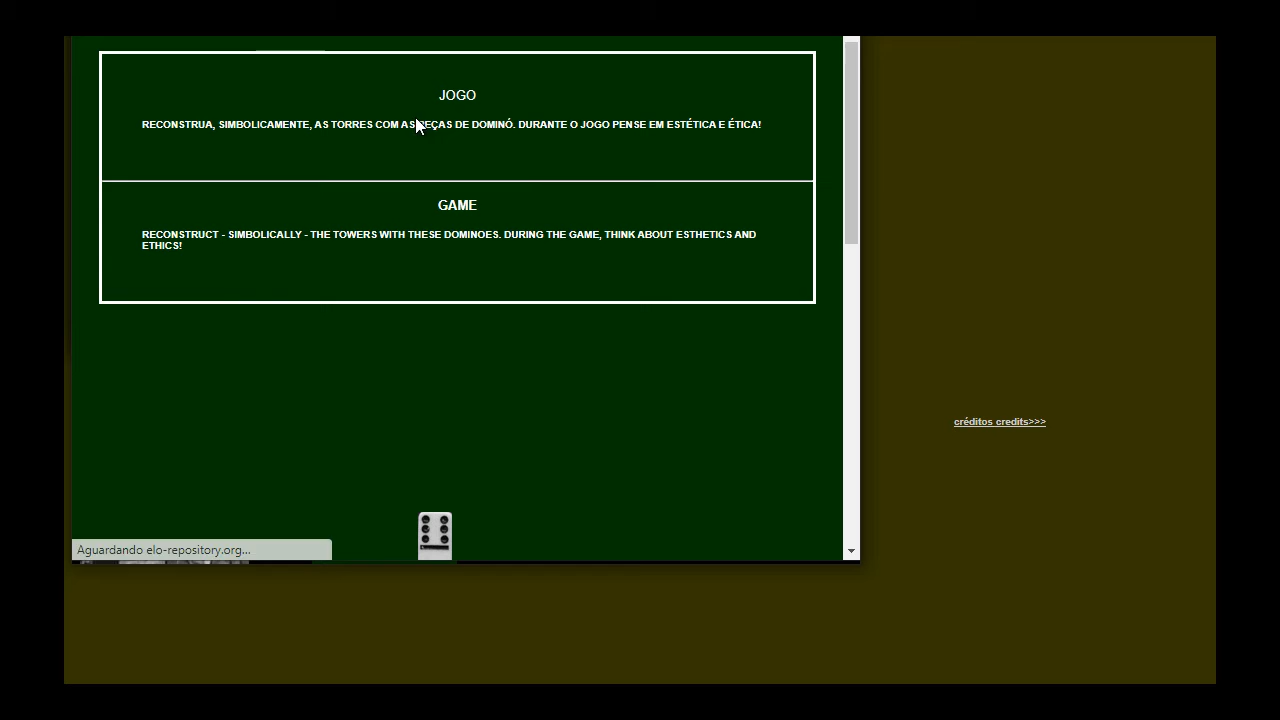 JOGO
RECONSTRUA, SIMBOLICAMENTE, AS TORRES COM AS PEÇAS DE DOMINÓ. DURANTE O JOGO PENSE EM ESTÉTICA E ÉTICA!
GAME
RECONSTRUCT - SIMBOLICALLY - THE TOWERS WITH THESE DOMINOES. DURING THE GAME, THINK ABOUT ESTHETICS AND
ETHICS!
créditos credits>>>
Aguardando elo-repository.org...